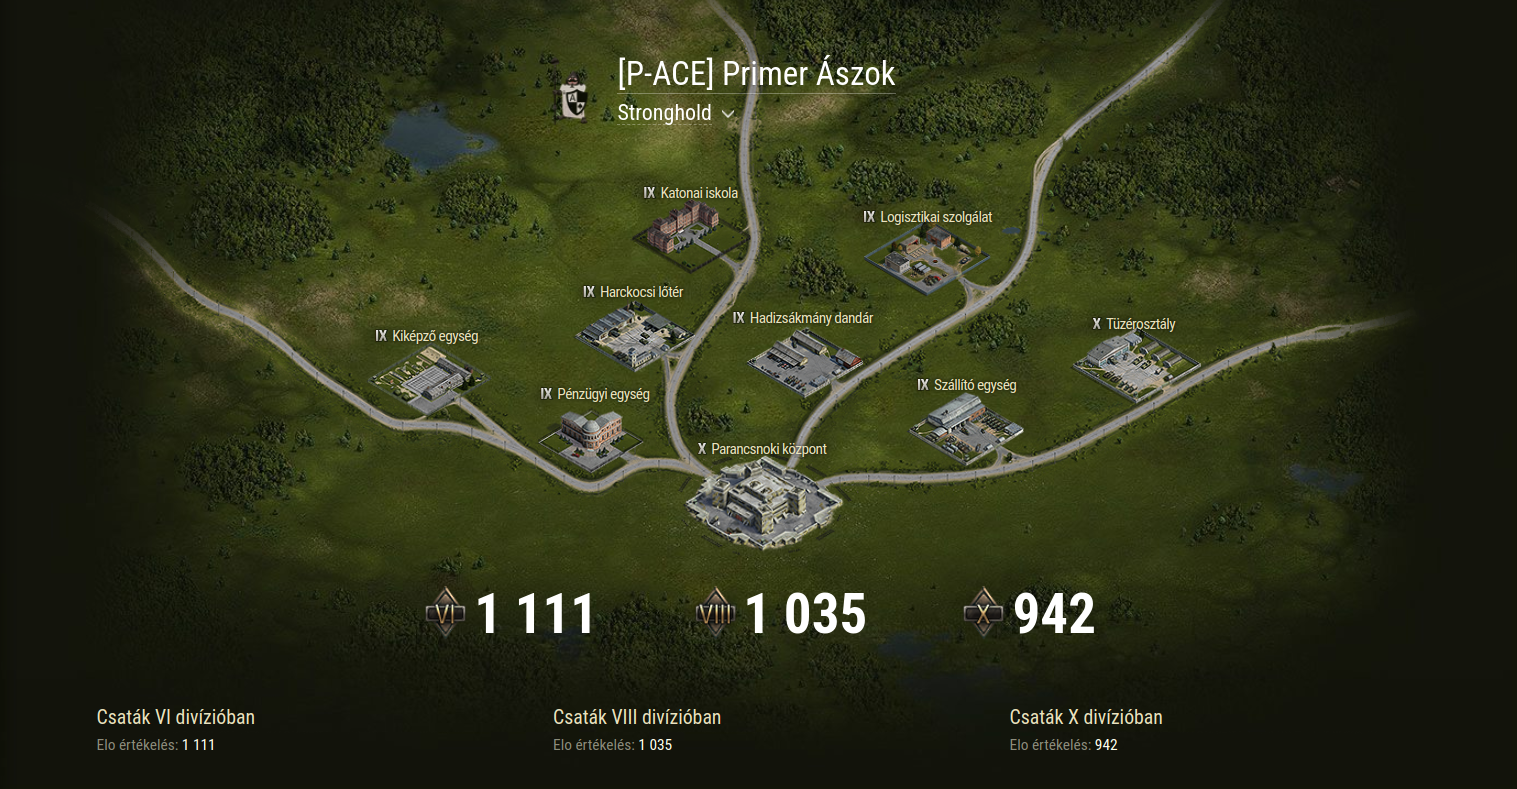 [P-ACE] Primer Ászok
Stronghold
IX Katonai iskola
IX Logisztikai szolgálat
IX Harckocsi lőtér
IX Hadizsákmány dandár
X Tüzérosztály
IX Kiképző egység
IX Szállító egység
IX Pénzügyi egység
X Parancsnoki központ
VI 1 111
VIII 1 035
X 942
Csaták VI divízióban
Elo értékelés: 1 111
Csaták VIII divízióban
Elo értékelés: 1 035
Csaták X divízióban
Elo értékelés: 942